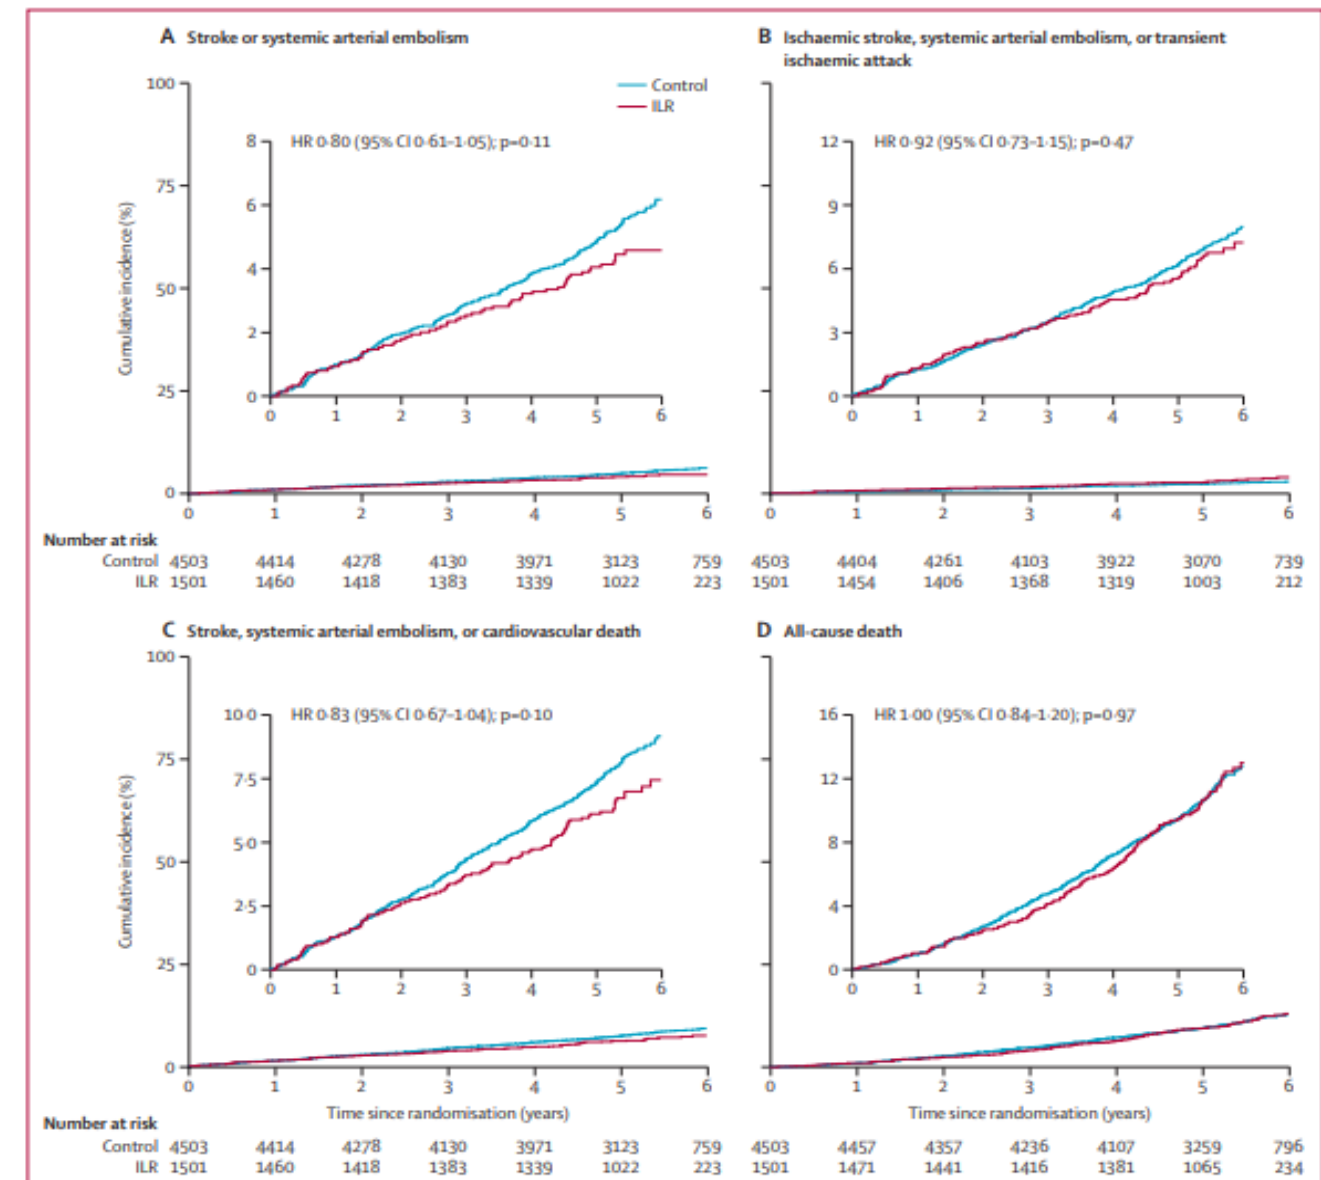 A Stroke or systemic arterial embolism
100
75
50
25
0
Cumulative incidence (%)
Control
ILR
HR 0·80 (95% CI 0·61–1·05); p=0·11
8
6
4
2
0
0 1 2 3 4 5 6
0 1 2 3 4 5 6
B Ischaemic stroke, systemic arterial embolism, or transient
ischaemic attack
HR 0·92 (95% CI 0·73–1·15); p=0·47
12
9
6
3
0
0 1 2 3 4 5 6
0 1 2 3 4 5 6
Number at risk
Control 4503 4414 4278 4130 3971 3123 759 4503 4404 4261 4103 3922 3070 739
ILR 1501 1460 1418 1383 1339 1022 223 1501 1454 1406 1368 1319 1003 212
C Stroke, systemic arterial embolism, or cardiovascular death
100
75
50
25
0
Cumulative incidence (%)
HR 0·83 (95% CI 0·67–1·04); p=0·10
10·0
7·5
5·0
2·5
0
0 1 2 3 4 5 6
0 1 2 3 4 5 6
Time since randomisation (years)
D All-cause death
HR 1·00 (95% CI 0·84–1·20); p=0·97
16
12
8
4
0
0 1 2 3 4 5 6
0 1 2 3 4 5 6
Time since randomisation (years)
Number at risk
Control 4503 4414 4278 4130 3971 3123 759 4503 4457 4357 4236 4107 3259 796
ILR 1501 1460 1418 1383 1339 1022 223 1501 1471 1441 1416 1381 1065 234